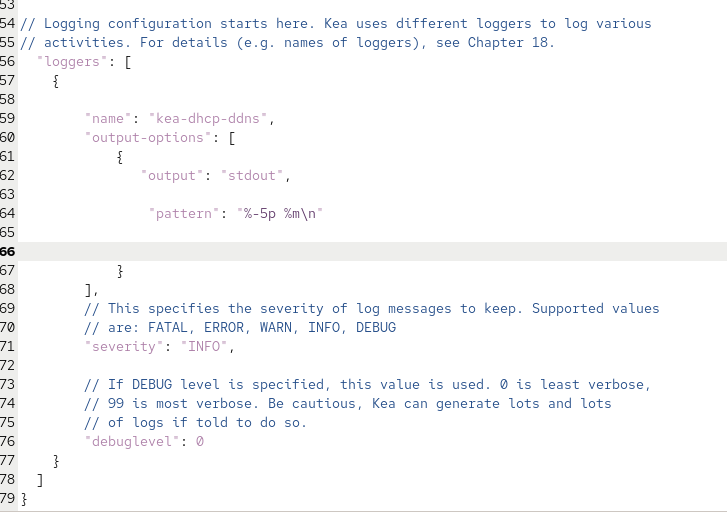 53
54 // Logging configuration starts here. Kea uses different loggers to log various
55 // activities. For details (e.g. names of loggers), see Chapter 18.
56   "loggers": [
57     {
58
59         "name": "kea-dhcp-ddns",
60         "output-options": [
61             {
62                "output": "stdout",
63
64                 "pattern": "%-5p %m\n"
65
66
67             }
68         ],
69         // This specifies the severity of log messages to keep. Supported values
70         // are: FATAL, ERROR, WARN, INFO, DEBUG
71         "severity": "INFO",
72
73         // If DEBUG level is specified, this value is used. 0 is least verbose,
74         // 99 is most verbose. Be cautious, Kea can generate lots and lots
75         // of logs if told to do so.
76         "debuglevel": 0
77     }
78   ]
79 }